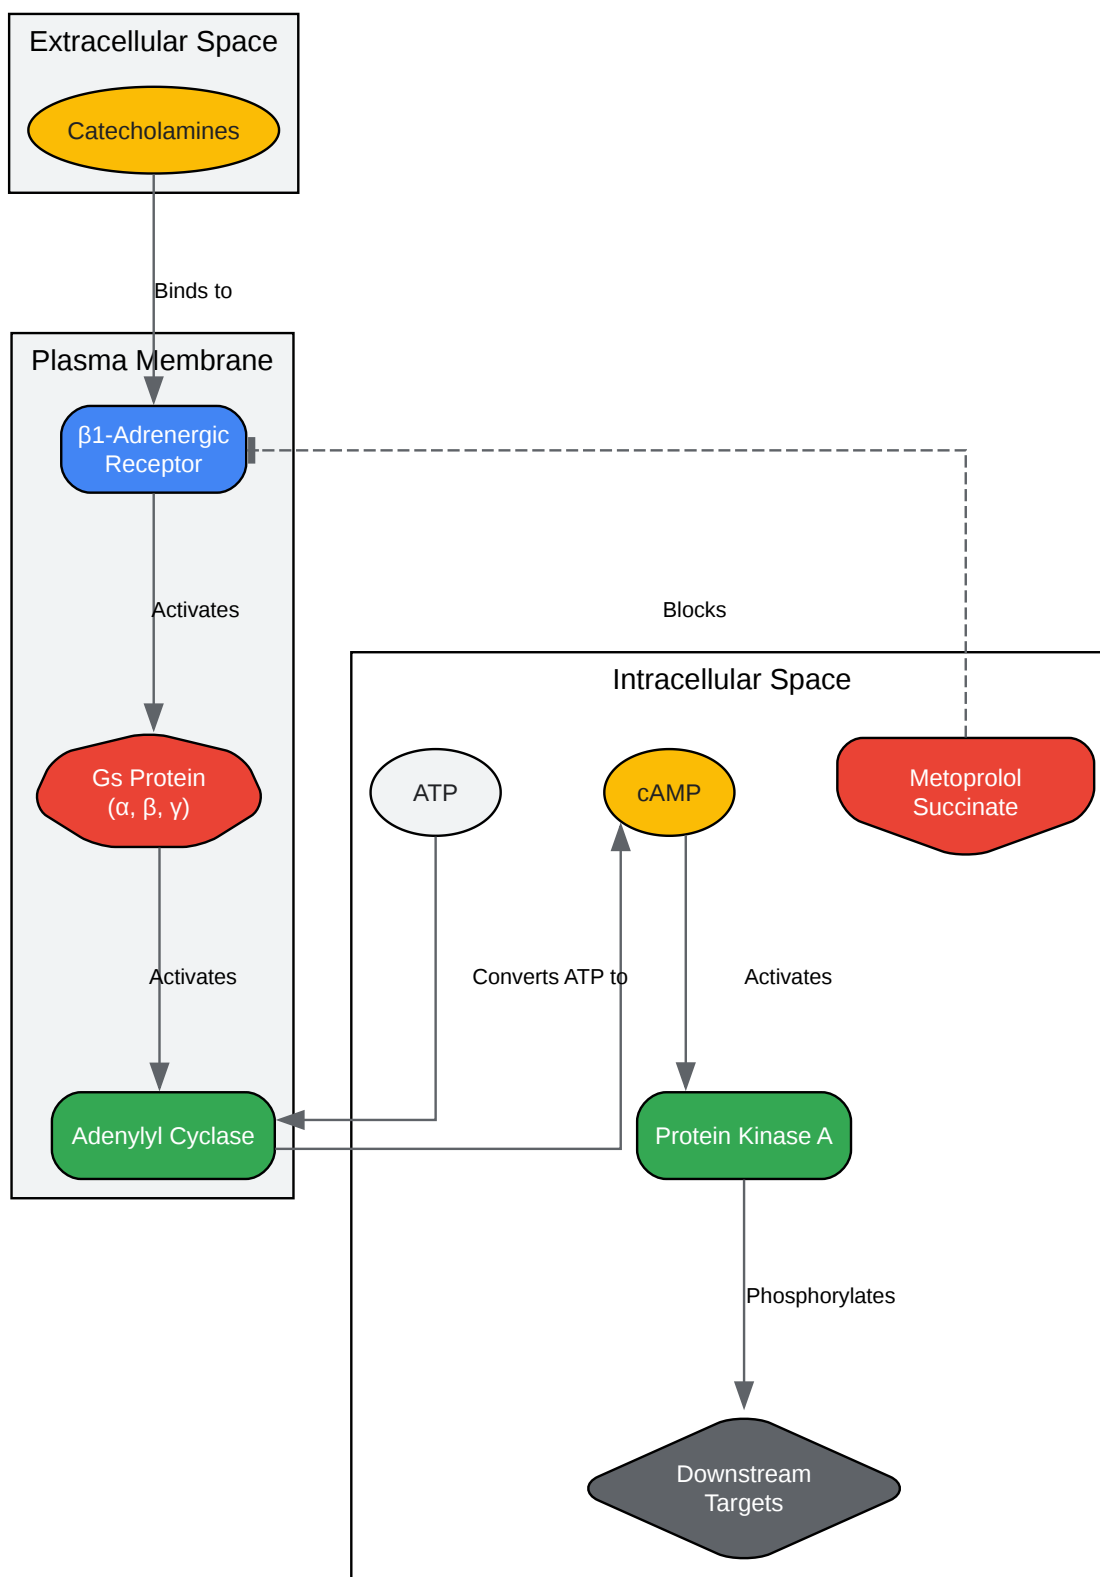 Extracellular Space
Catecholamines
Binds to
Plasma Membrane
β1-Adrenergic
Receptor
Activates
Blocks
Intracellular Space
Gs Protein
(α, β, γ)
ATP
cAMP
Metoprolol
Succinate
Activates
Converts ATP to
Activates
Adenylyl Cyclase
Protein Kinase A
Phosphorylates
Downstream
Targets